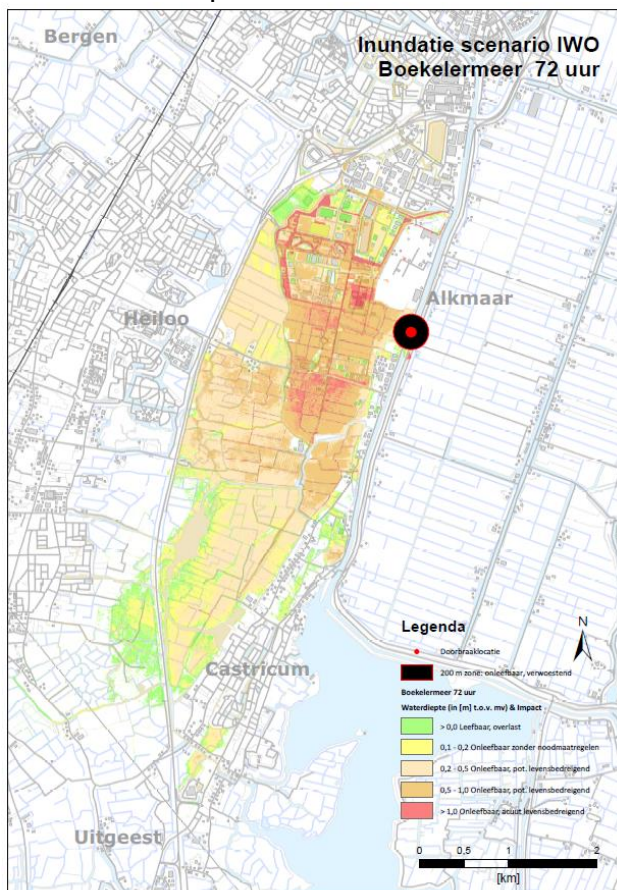 Bergen
Inundatie scenario IWO
Boekelermeer 72 uur
Alkmaar
Heiloo
Legenda
Doorbraaklocatie
200 m zone: onleefbaar, verwoestend
Boekelermeer 72 uur
Waterdiepte (in [m] t.o.v. mv) & Impact
> 0,0 Leefbaar, overlast
0,1 - 0,2 Onleefbaar zonder noodmaatregelen
0,2 - 0,5 Onleefbaar, pot. levensbedreigend
0,5 - 1,0 Onleefbaar, pot. levensbedreigend
> 1,0 Onleefbaar, acuut levensbedreigend
N
Castricum
Uitgeest
0 0,5 1 2
[km]